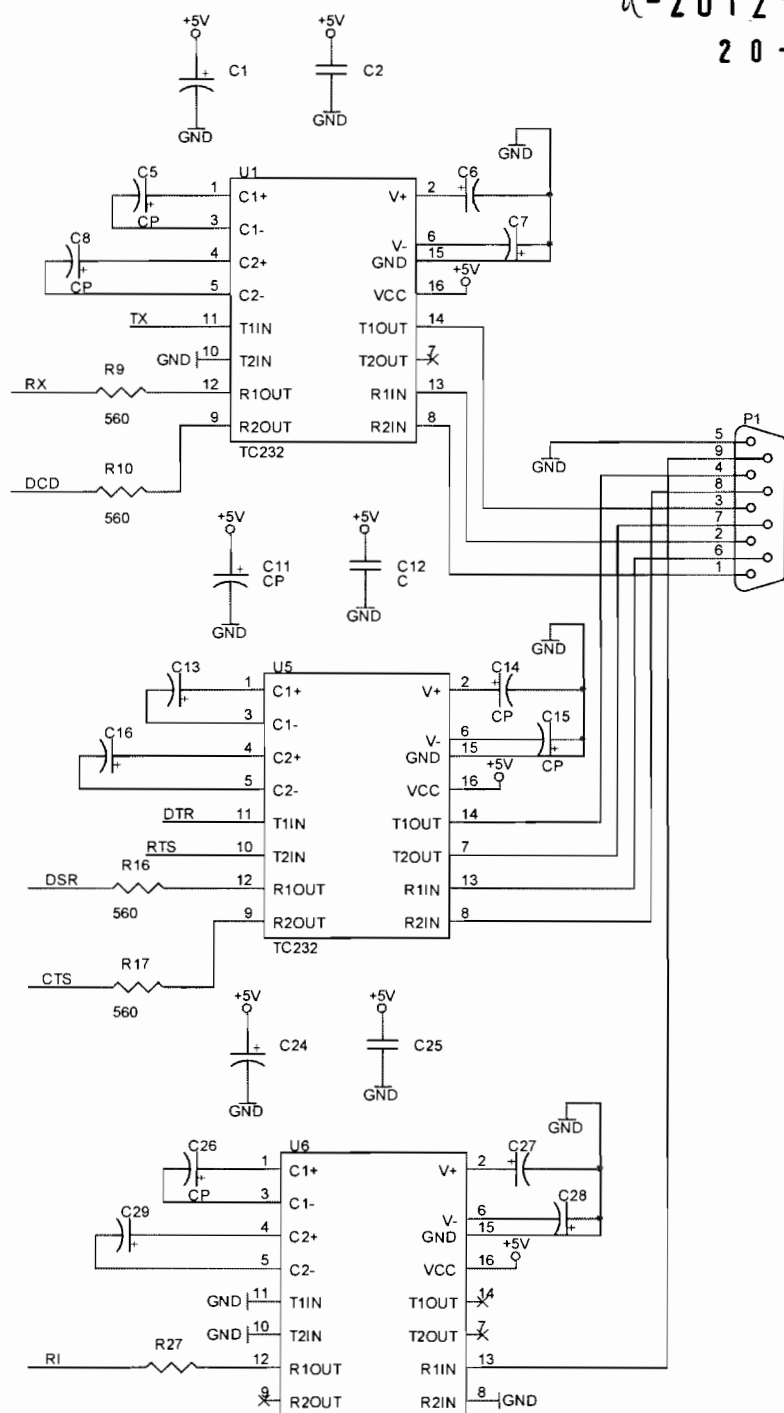 20-
+5V
C1
GND
+5V
C2
GND
GND
U1
C5
CP
C8
CP
1 C1+
3 C1-
4 C2+
5 C2-
TX 11 T1IN
GND 10 T2IN
RX R9 560 12 R1OUT
DCD R10 560 9 R2OUT
TC232
V+ 2 C6
V- 6 C7
GND 15
VCC 16 +5V
T1OUT 14
T2OUT 7
R1IN 13
R2IN 8
P1
GND
5
9
4
8
3
7
2
6
1
+5V
C11
CP
GND
+5V
C12
C
GND
GND
U5
C13
C16
1 C1+
3 C1-
4 C2+
5 C2-
DTR 11 T1IN
RTS 10 T2IN
DSR R16 560 12 R1OUT
CTS R17 560 9 R2OUT
TC232
V+ 2 C14
CP
V- 6 C15
CP
GND 15
VCC 16 +5V
T1OUT 14
T2OUT 7
R1IN 13
R2IN 8
+5V
C24
GND
+5V
C25
GND
GND
U6
C26
CP
C29
1 C1+
3 C1-
4 C2+
5 C2-
GND 11 T1IN
GND 10 T2IN
RI R27 12 R1OUT
9 R2OUT
V+ 2 C27
V- 6 C28
GND 15
VCC 16 +5V
T1OUT 14
T2OUT 7
R1IN 13
R2IN 8 GND